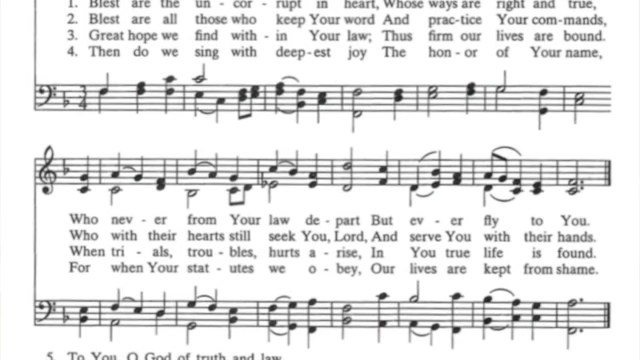 1. Blest are the un - cor - rupt in heart, Whose ways are right and true,
2. Blest are all those who keep Your word And prac-tice Your com-mands,
3. Great hope we find with - in Your law; Thus firm our lives are bound.
4. Then do we sing with deep-est joy The hon - or of Your name,
3
4
Who nev - er from Your law de - part But ev - er fly to You.
Who with their hearts still seek You, Lord, And serve You with their hands.
When tri - als, trou - bles, hurts a - rise, In You true life is found.
For when Your stat - utes we o - bey, Our lives are kept from shame.
5. To You, O God of truth and law,